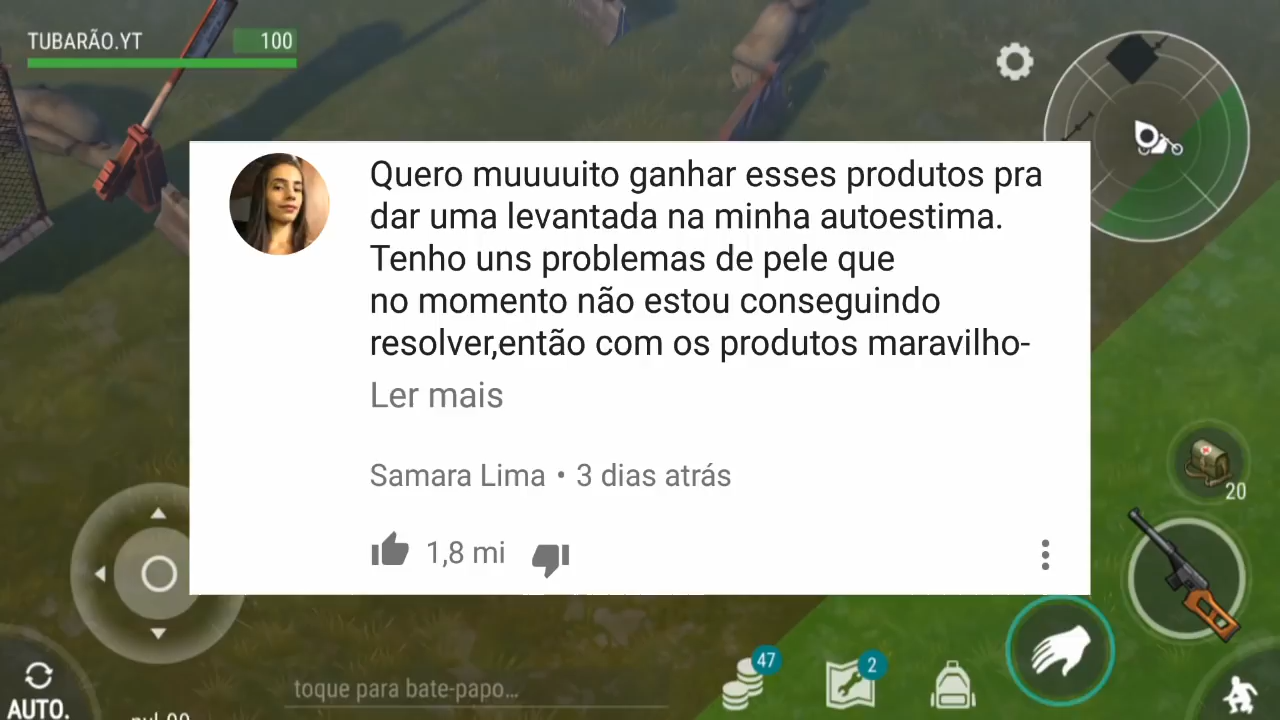 TUBARÃO.YT
100
Quero muuuuito ganhar esses produtos pra
dar uma levantada na minha autoestima.
Tenho uns problemas de pele que
no momento não estou conseguindo
resolver,então com os produtos maravilho-
Ler mais
Samara Lima • 3 dias atrás
1,8 mi
20
47
2
toque para bate-papo...
AUTO.